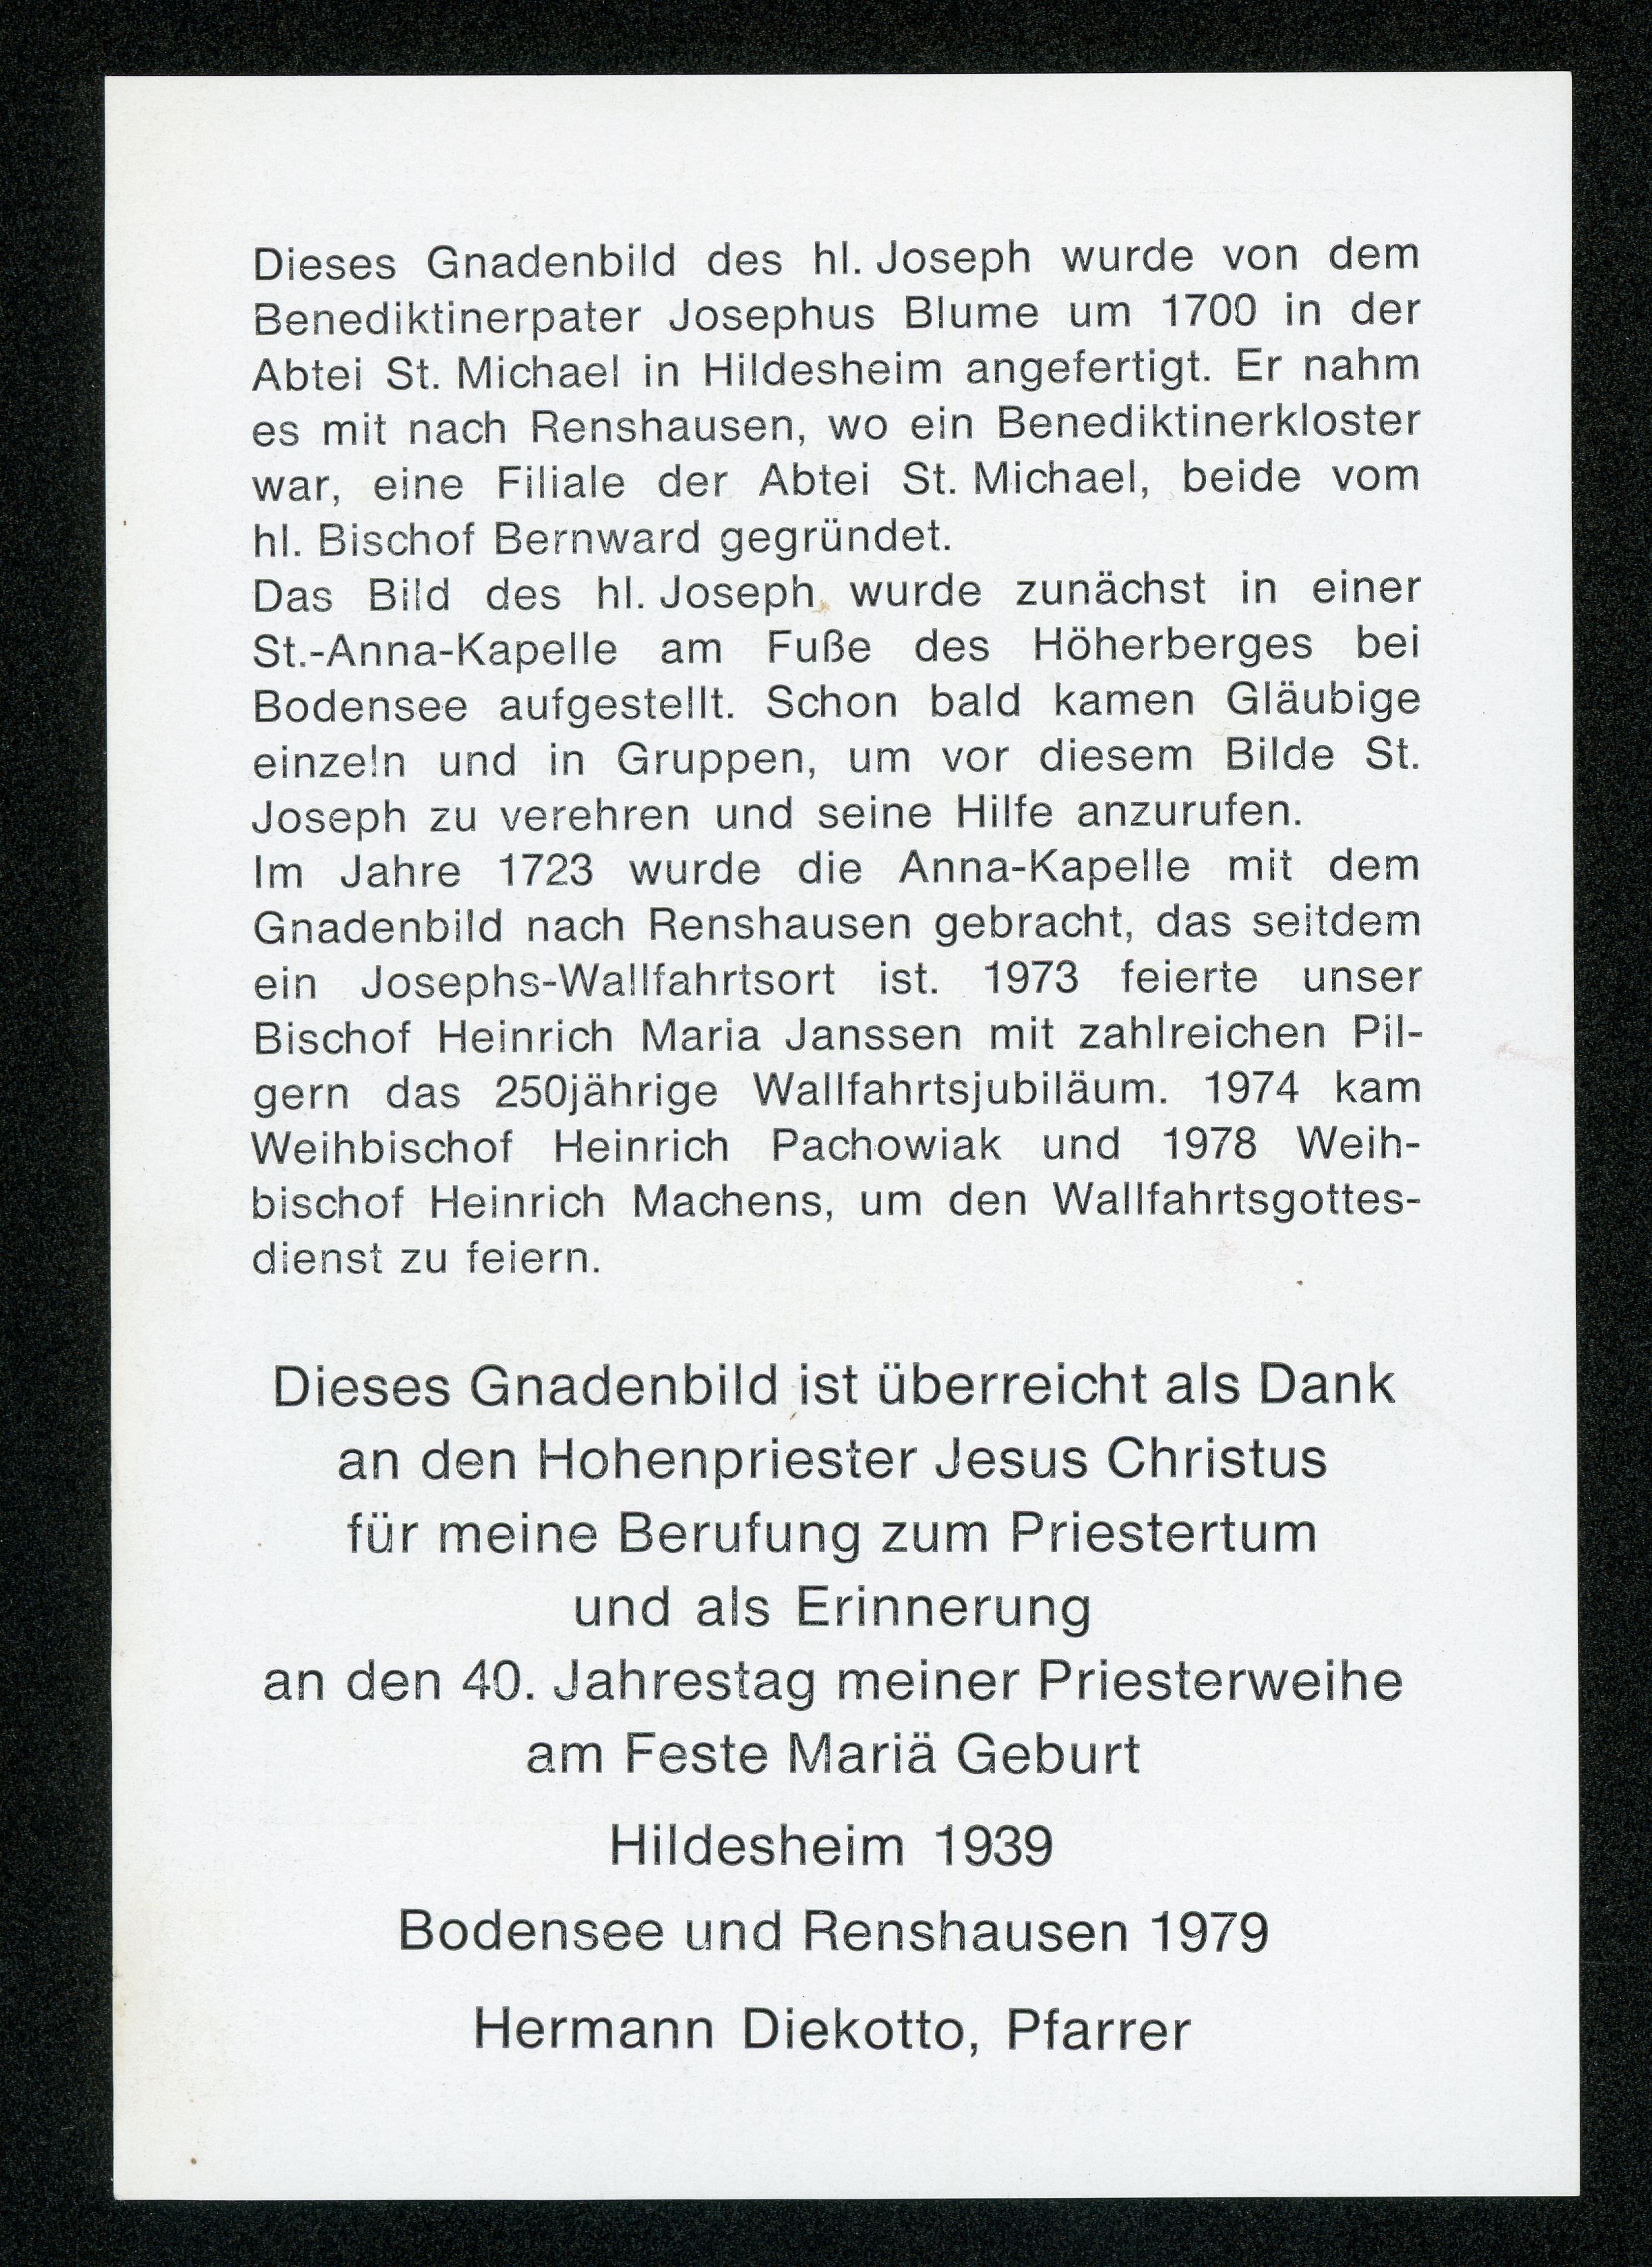 Dieses Gnadenbild des hl. Joseph wurde von dem
Benediktinerpater Josephus Blume um 1700 in der
Abtei St. Michael in Hildesheim angefertigt. Er nahm
es mit nach Renshausen, wo ein Benediktinerkloster
war, eine Filiale der Abtei St. Michael, beide vom
hl. Bischof Bernward gegründet.
Das Bild des hl. Joseph wurde zunächst in einer
St.-Anna-Kapelle am Fuße des Höherberges bei
Bodensee aufgestellt. Schon bald kamen Gläubige
einzeln und in Gruppen, um vor diesem Bilde St.
Joseph zu verehren und seine Hilfe anzurufen.
Im Jahre 1723 wurde die Anna-Kapelle mit dem
Gnadenbild nach Renshausen gebracht, das seitdem
ein Josephs-Wallfahrtsort ist. 1973 feierte unser
Bischof Heinrich Maria Janssen mit zahlreichen Pil-
gern das 250jährige Wallfahrtsjubiläum. 1974 kam
Weihbischof Heinrich Pachowiak und 1978 Weih-
bischof Heinrich Machens, um den Wallfahrtsgottes-
dienst zu feiern.
Dieses Gnadenbild ist überreicht als Dank
an den Hohenpriester Jesus Christus
für meine Berufung zum Priestertum
und als Erinnerung
an den 40. Jahrestag meiner Priesterweihe
am Feste Mariä Geburt
Hildesheim 1939
Bodensee und Renshausen 1979
Hermann Diekotto, Pfarrer